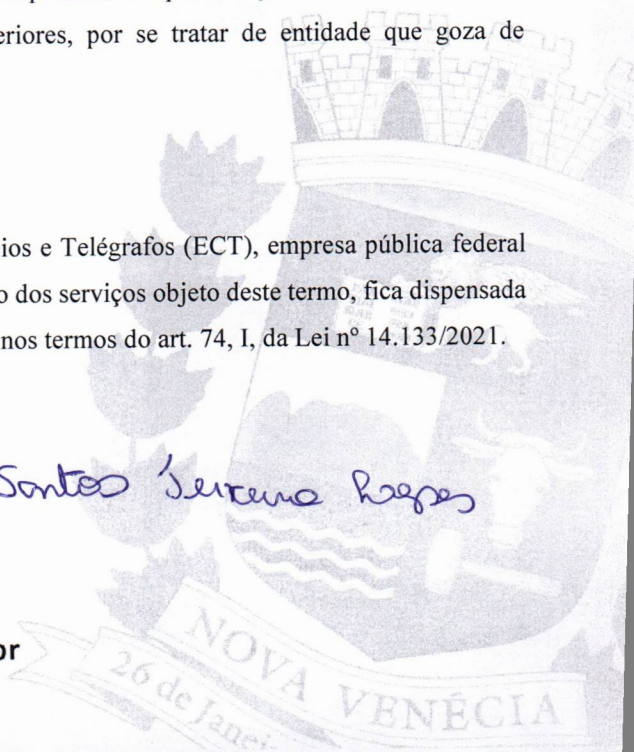 eriores, por se tratar de entidade que goza de
ios e Telégrafos (ECT), empresa pública federal
o dos serviços objeto deste termo, fica dispensada
nos termos do art. 74, I, da Lei nº 14.133/2021.
Santos Teixeira Lopes
or
NOVA VENÉCIA
26 de Janei